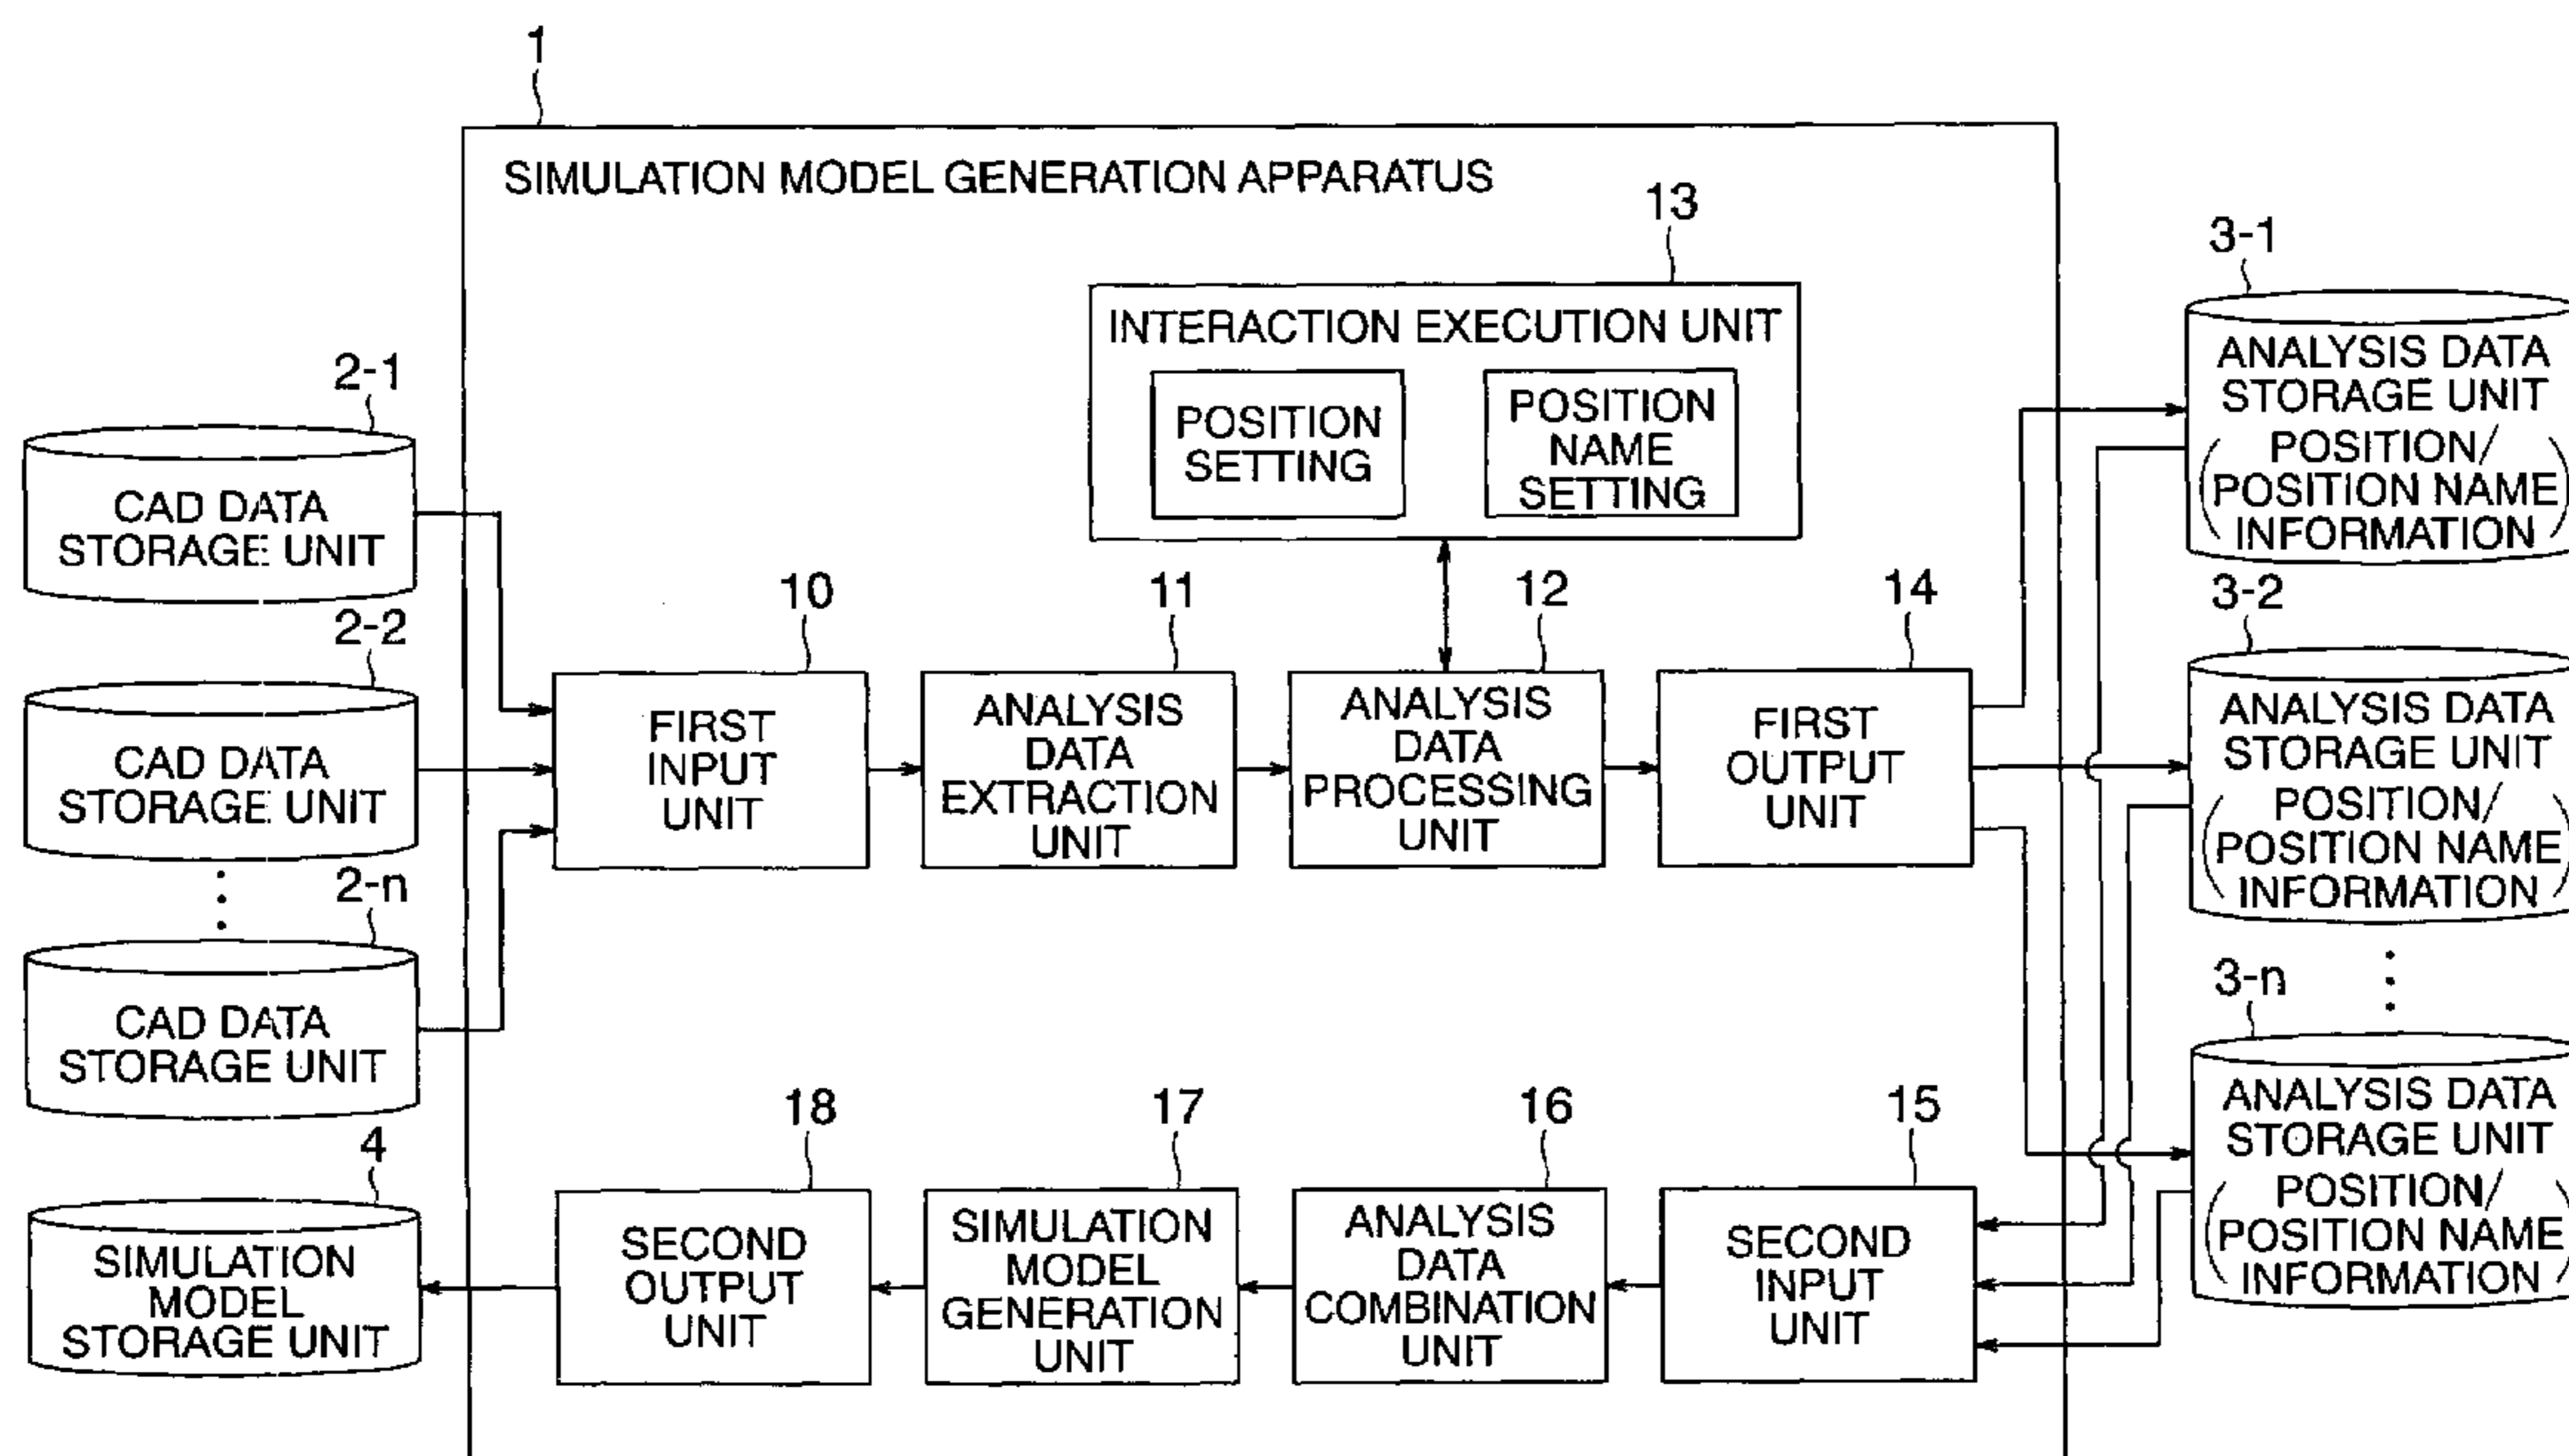 1
SIMULATION MODEL GENERATION APPARATUS
13
INTERACTION EXECUTION UNIT
POSITION
SETTING
POSITION
NAME
SETTING
2-1
CAD DATA
STORAGE UNIT
2-2
CAD DATA
STORAGE UNIT
2-n
CAD DATA
STORAGE UNIT
10
FIRST
INPUT
UNIT
11
ANALYSIS
DATA
EXTRACTION
UNIT
12
ANALYSIS
DATA
PROCESSING
UNIT
14
FIRST
OUTPUT
UNIT
3-1
ANALYSIS DATA
STORAGE UNIT
(POSITION/
POSITION NAME
INFORMATION)
3-2
ANALYSIS DATA
STORAGE UNIT
(POSITION/
POSITION NAME
INFORMATION)
3-n
ANALYSIS DATA
STORAGE UNIT
(POSITION/
POSITION NAME
INFORMATION)
15
SECOND
INPUT
UNIT
16
ANALYSIS
DATA
COMBINATION
UNIT
17
SIMULATION
MODEL
GENERATION
UNIT
18
SECOND
OUTPUT
UNIT
4
SIMULATION
MODEL
STORAGE UNIT